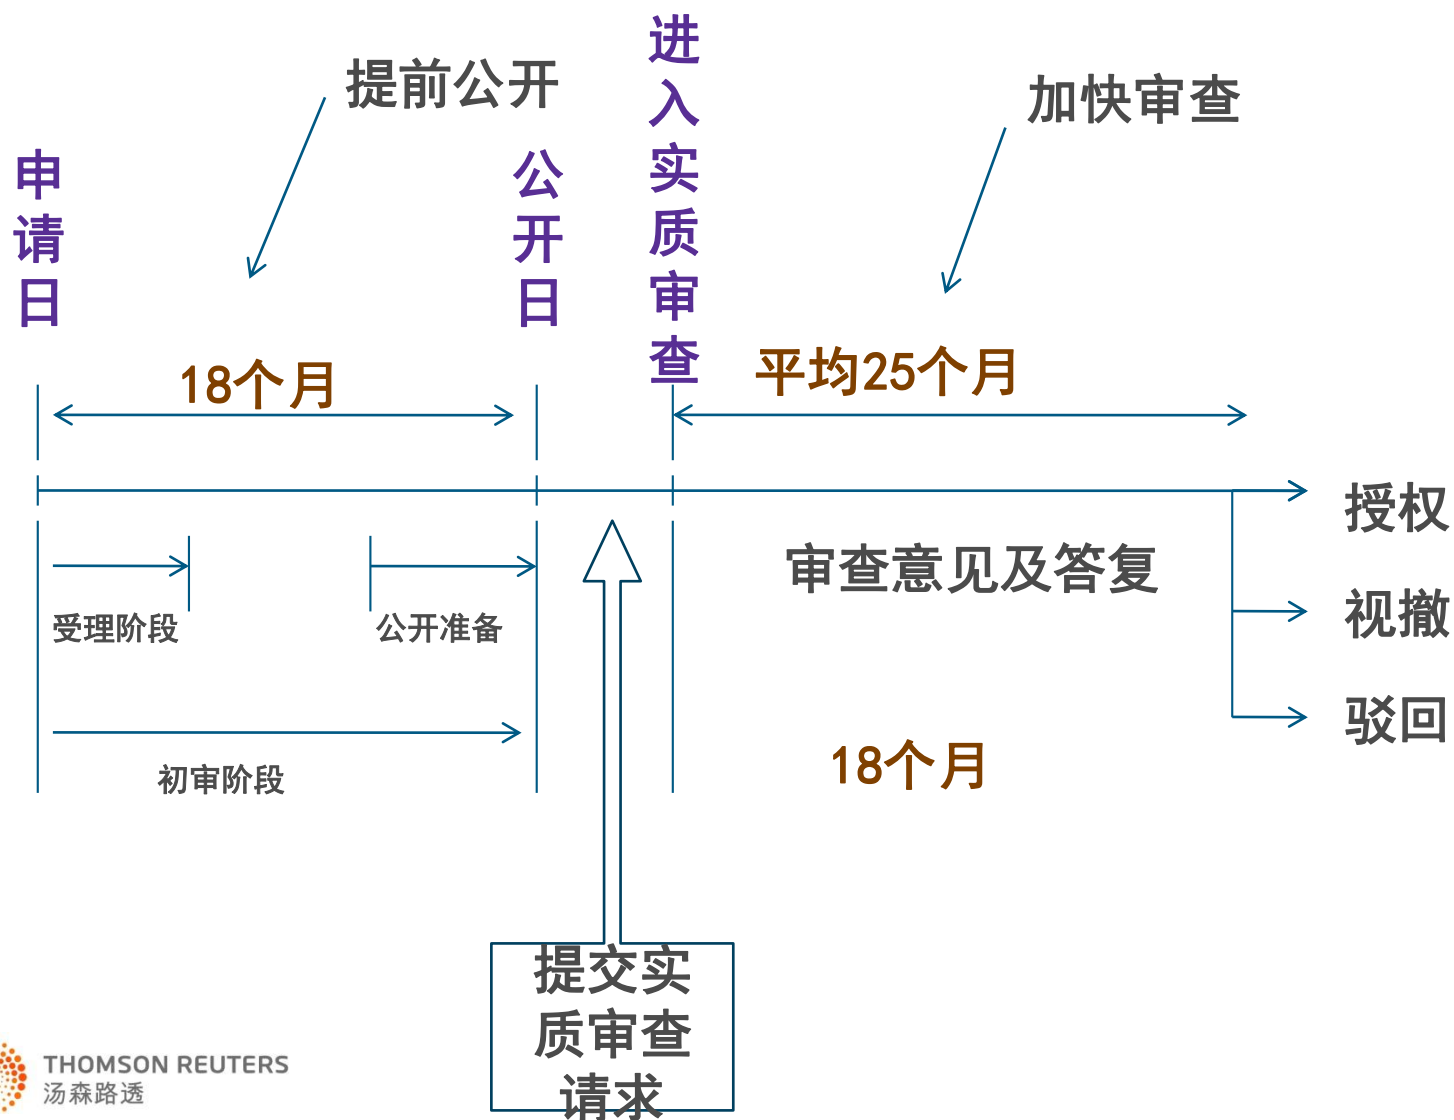 提前公开
加快审查
申请日
公开日
进入实质审查
18个月
平均25个月
授权
审查意见及答复
视撤
受理阶段
公开准备
驳回
初审阶段
18个月
提交实
质审查
请求
THOMSON REUTERS
汤森路透